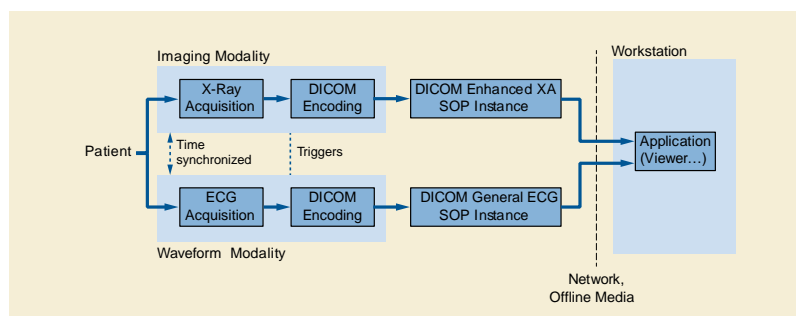 Imaging Modality
Workstation
X-Ray
Acquisition
DICOM
Encoding
DICOM Enhanced XA
SOP Instance
Patient
Time
synchronized
Triggers
Application
(Viewer…)
ECG
Acquisition
DICOM
Encoding
DICOM General ECG
SOP Instance
Waveform Modality
Network,
Offline Media